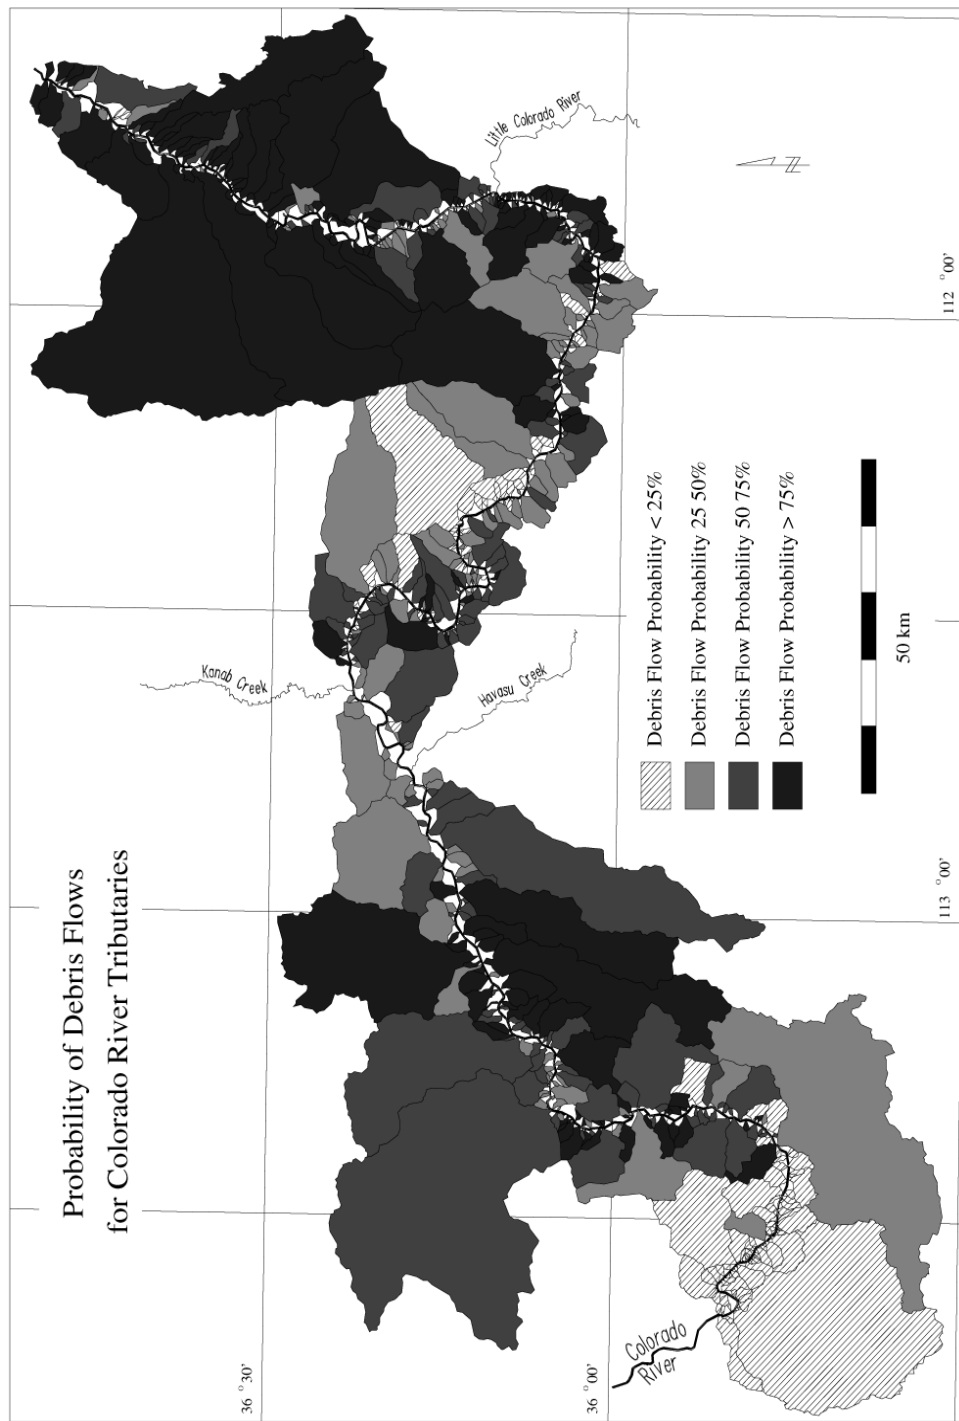 Probability of Debris Flows
for Colorado River Tributaries
36 °30'
36 °00'
113 °00'
112 °00'
Kanab Creek
Havasu Creek
Little Colorado River
Colorado
River
Debris Flow Probability < 25%
Debris Flow Probability 25 50%
Debris Flow Probability 50 75%
Debris Flow Probability > 75%
50 km
N